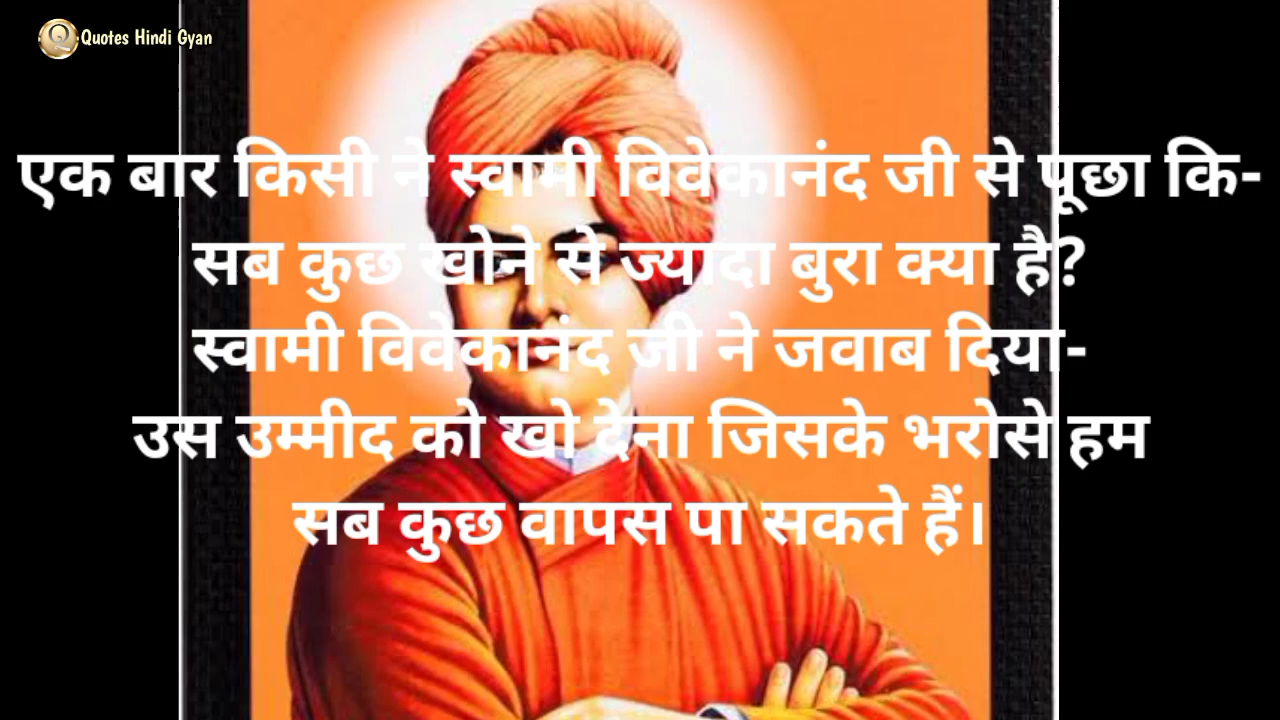 Quotes Hindi Gyan
एक बार किसी ने स्वामी विवेकानंद जी से पूछा कि-
सब कुछ खोने से ज्यादा बुरा क्या है?
स्वामी विवेकानंद जी ने जवाब दिया-
उस उम्मीद को खो देना जिसके भरोसे हम
सब कुछ वापस पा सकते हैं।